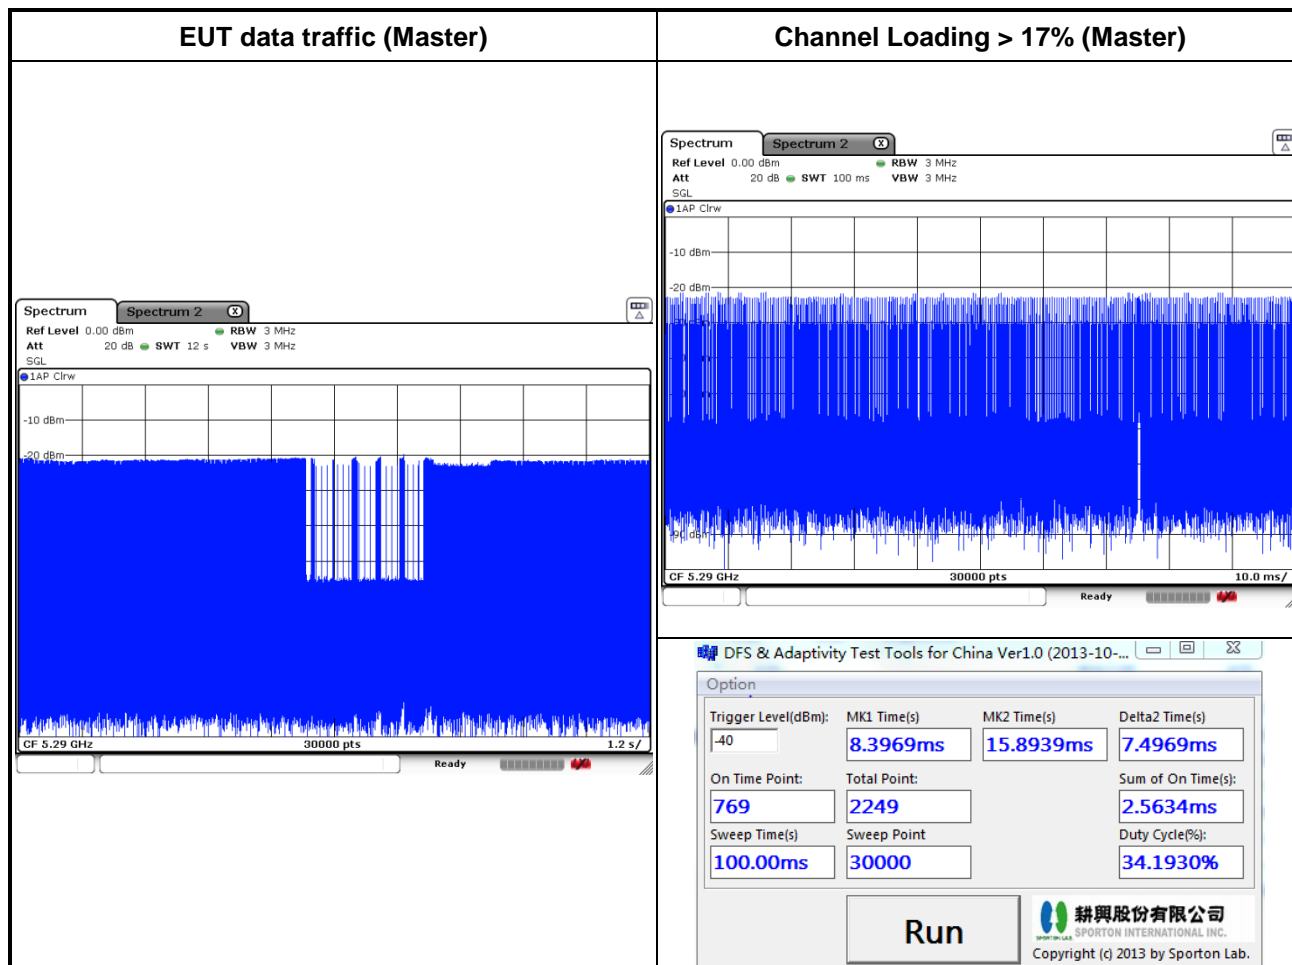 EUT data traffic (Master)
Channel Loading > 17% (Master)
Spectrum
Spectrum 2
Ref Level 0.00 dBm
RBW 3 MHz
Att 20 dB
SWT 12 s
VBW 3 MHz
SGL
1AP Clrw
-10 dBm
-20 dBm
CF 5.29 GHz
30000 pts
1.2 s/
Ready
Spectrum
Spectrum 2
Ref Level 0.00 dBm
RBW 3 MHz
Att 20 dB
SWT 100 ms
VBW 3 MHz
SGL
1AP Clrw
-10 dBm
-20 dBm
-90 dBm
CF 5.29 GHz
30000 pts
10.0 ms/
Ready
DFS & Adaptivity Test Tools for China Ver1.0 (2013-10-...
Option
Trigger Level(dBm): MK1 Time(s) MK2 Time(s) Delta2 Time(s)
-40 8.3969ms 15.8939ms 7.4969ms
On Time Point: Total Point: Sum of On Time(s):
769 2249 2.5634ms
Sweep Time(s) Sweep Point Duty Cycle(%):
100.00ms 30000 34.1930%
Run
耕興股份有限公司
SPORTON LAB. SPORTON INTERNATIONAL INC.
Copyright (c) 2013 by Sporton Lab.